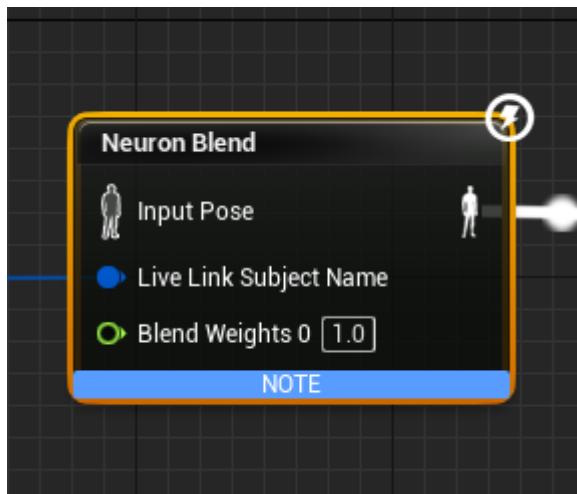 Neuron Blend
Input Pose
Live Link Subject Name
Blend Weights 0 1.0
NOTE